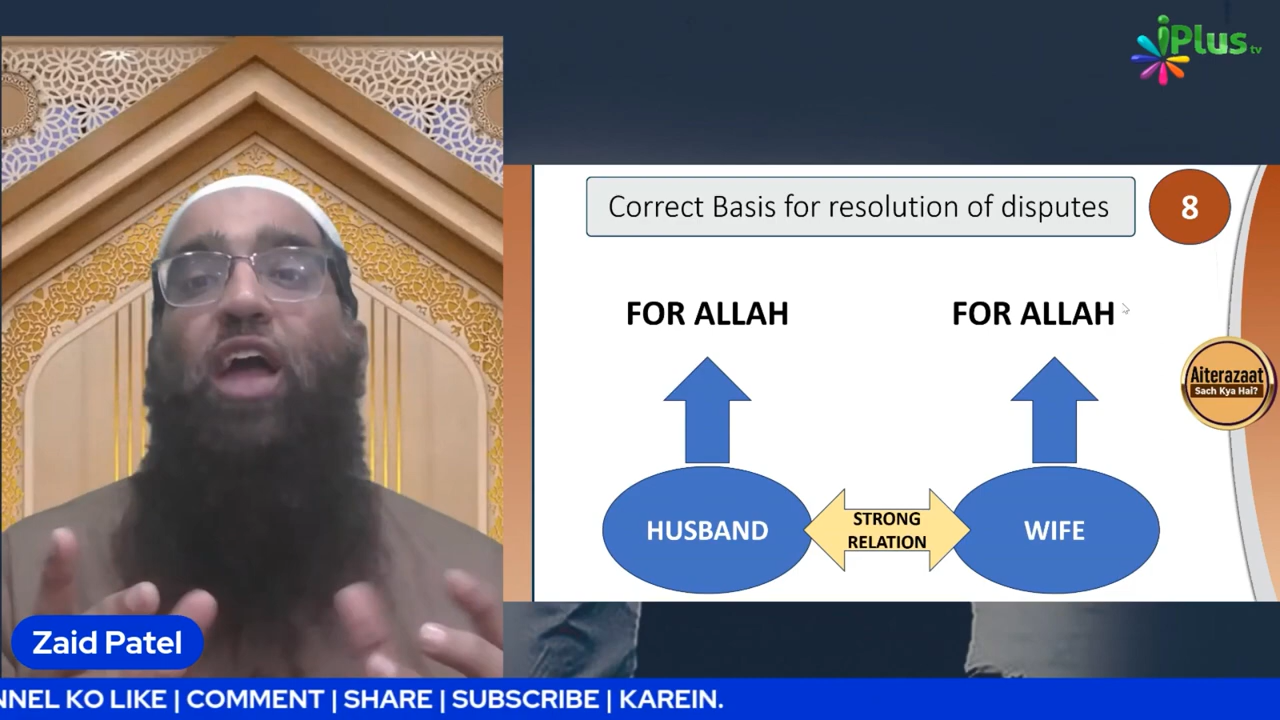 iPlus tv
Correct Basis for resolution of disputes
8
FOR ALLAH
FOR ALLAH
Aiterazaat
Sach Kya Hai?
HUSBAND
STRONG
RELATION
WIFE
Zaid Patel
NNEL KO LIKE | COMMENT | SHARE | SUBSCRIBE | KAREIN.